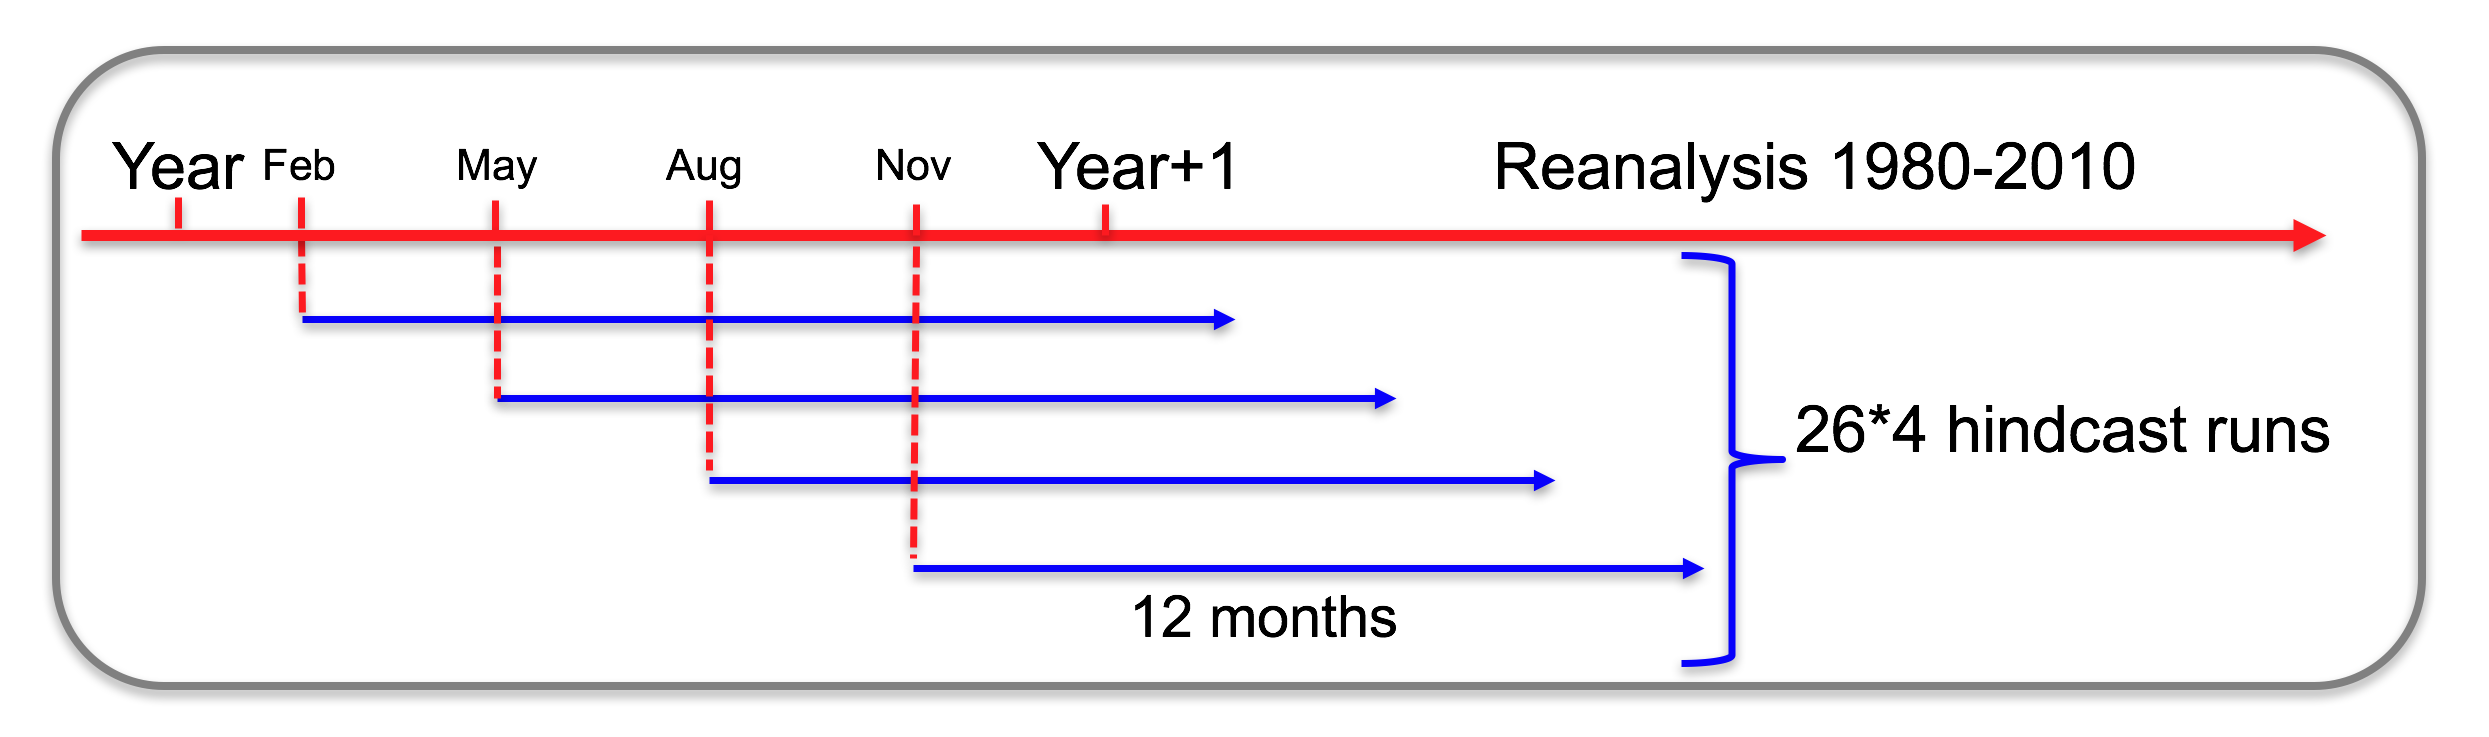 Year Feb May Aug Nov Year+1 Reanalysis 1980-2010
26*4 hindcast runs
12 months